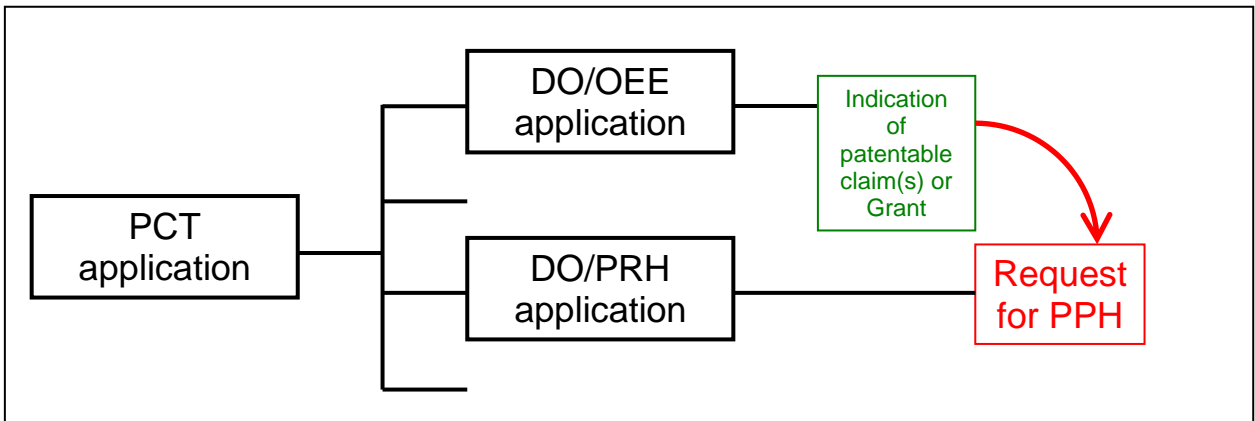 DO/OEE
application
Indication
of
patentable
claim(s) or
Grant
PCT
application
DO/PRH
application
Request
for PPH